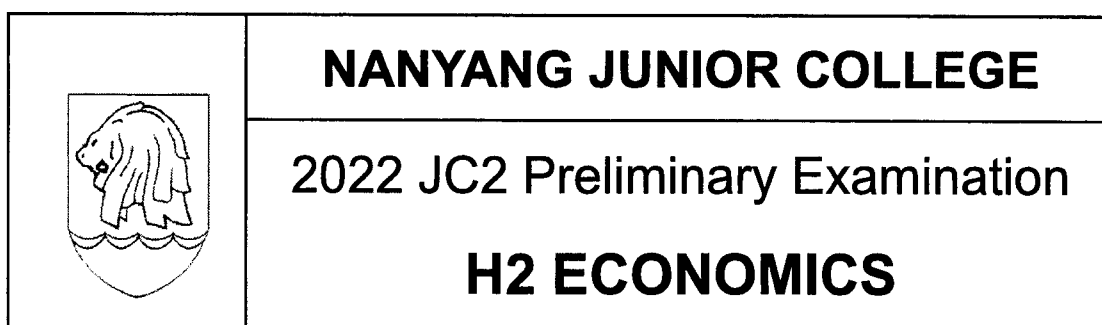 NANYANG JUNIOR COLLEGE
2022 JC2 Preliminary Examination
H2 ECONOMICS